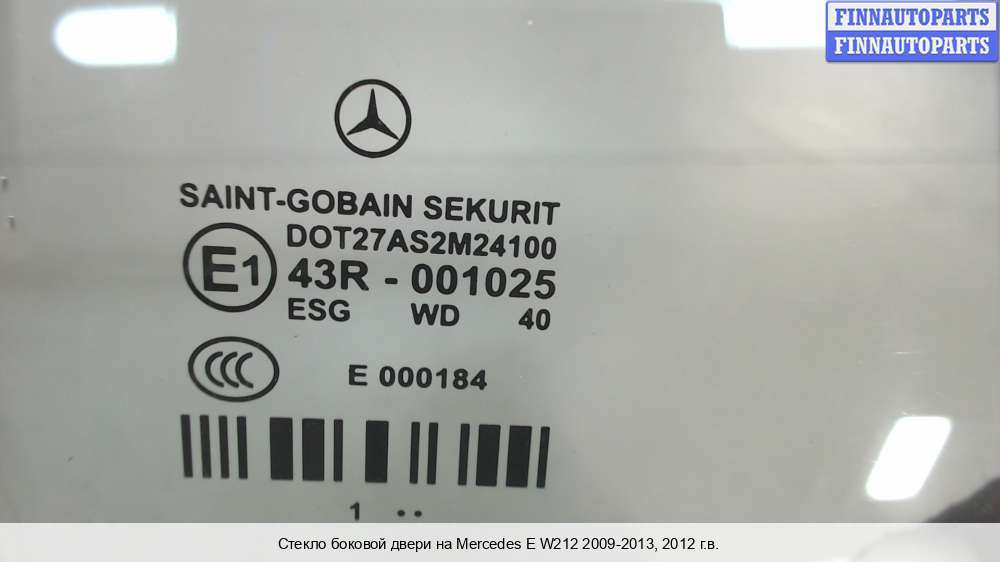 FINNAUTOPARTS
FINNAUTOPARTS
SAINT-GOBAIN SEKURIT
DOT27AS2M24100
E1 43R - 001025
ESG WD 40
CCC E 000184
1 ..
Стекло боковой двери на Mercedes E W212 2009-2013, 2012 г.в.